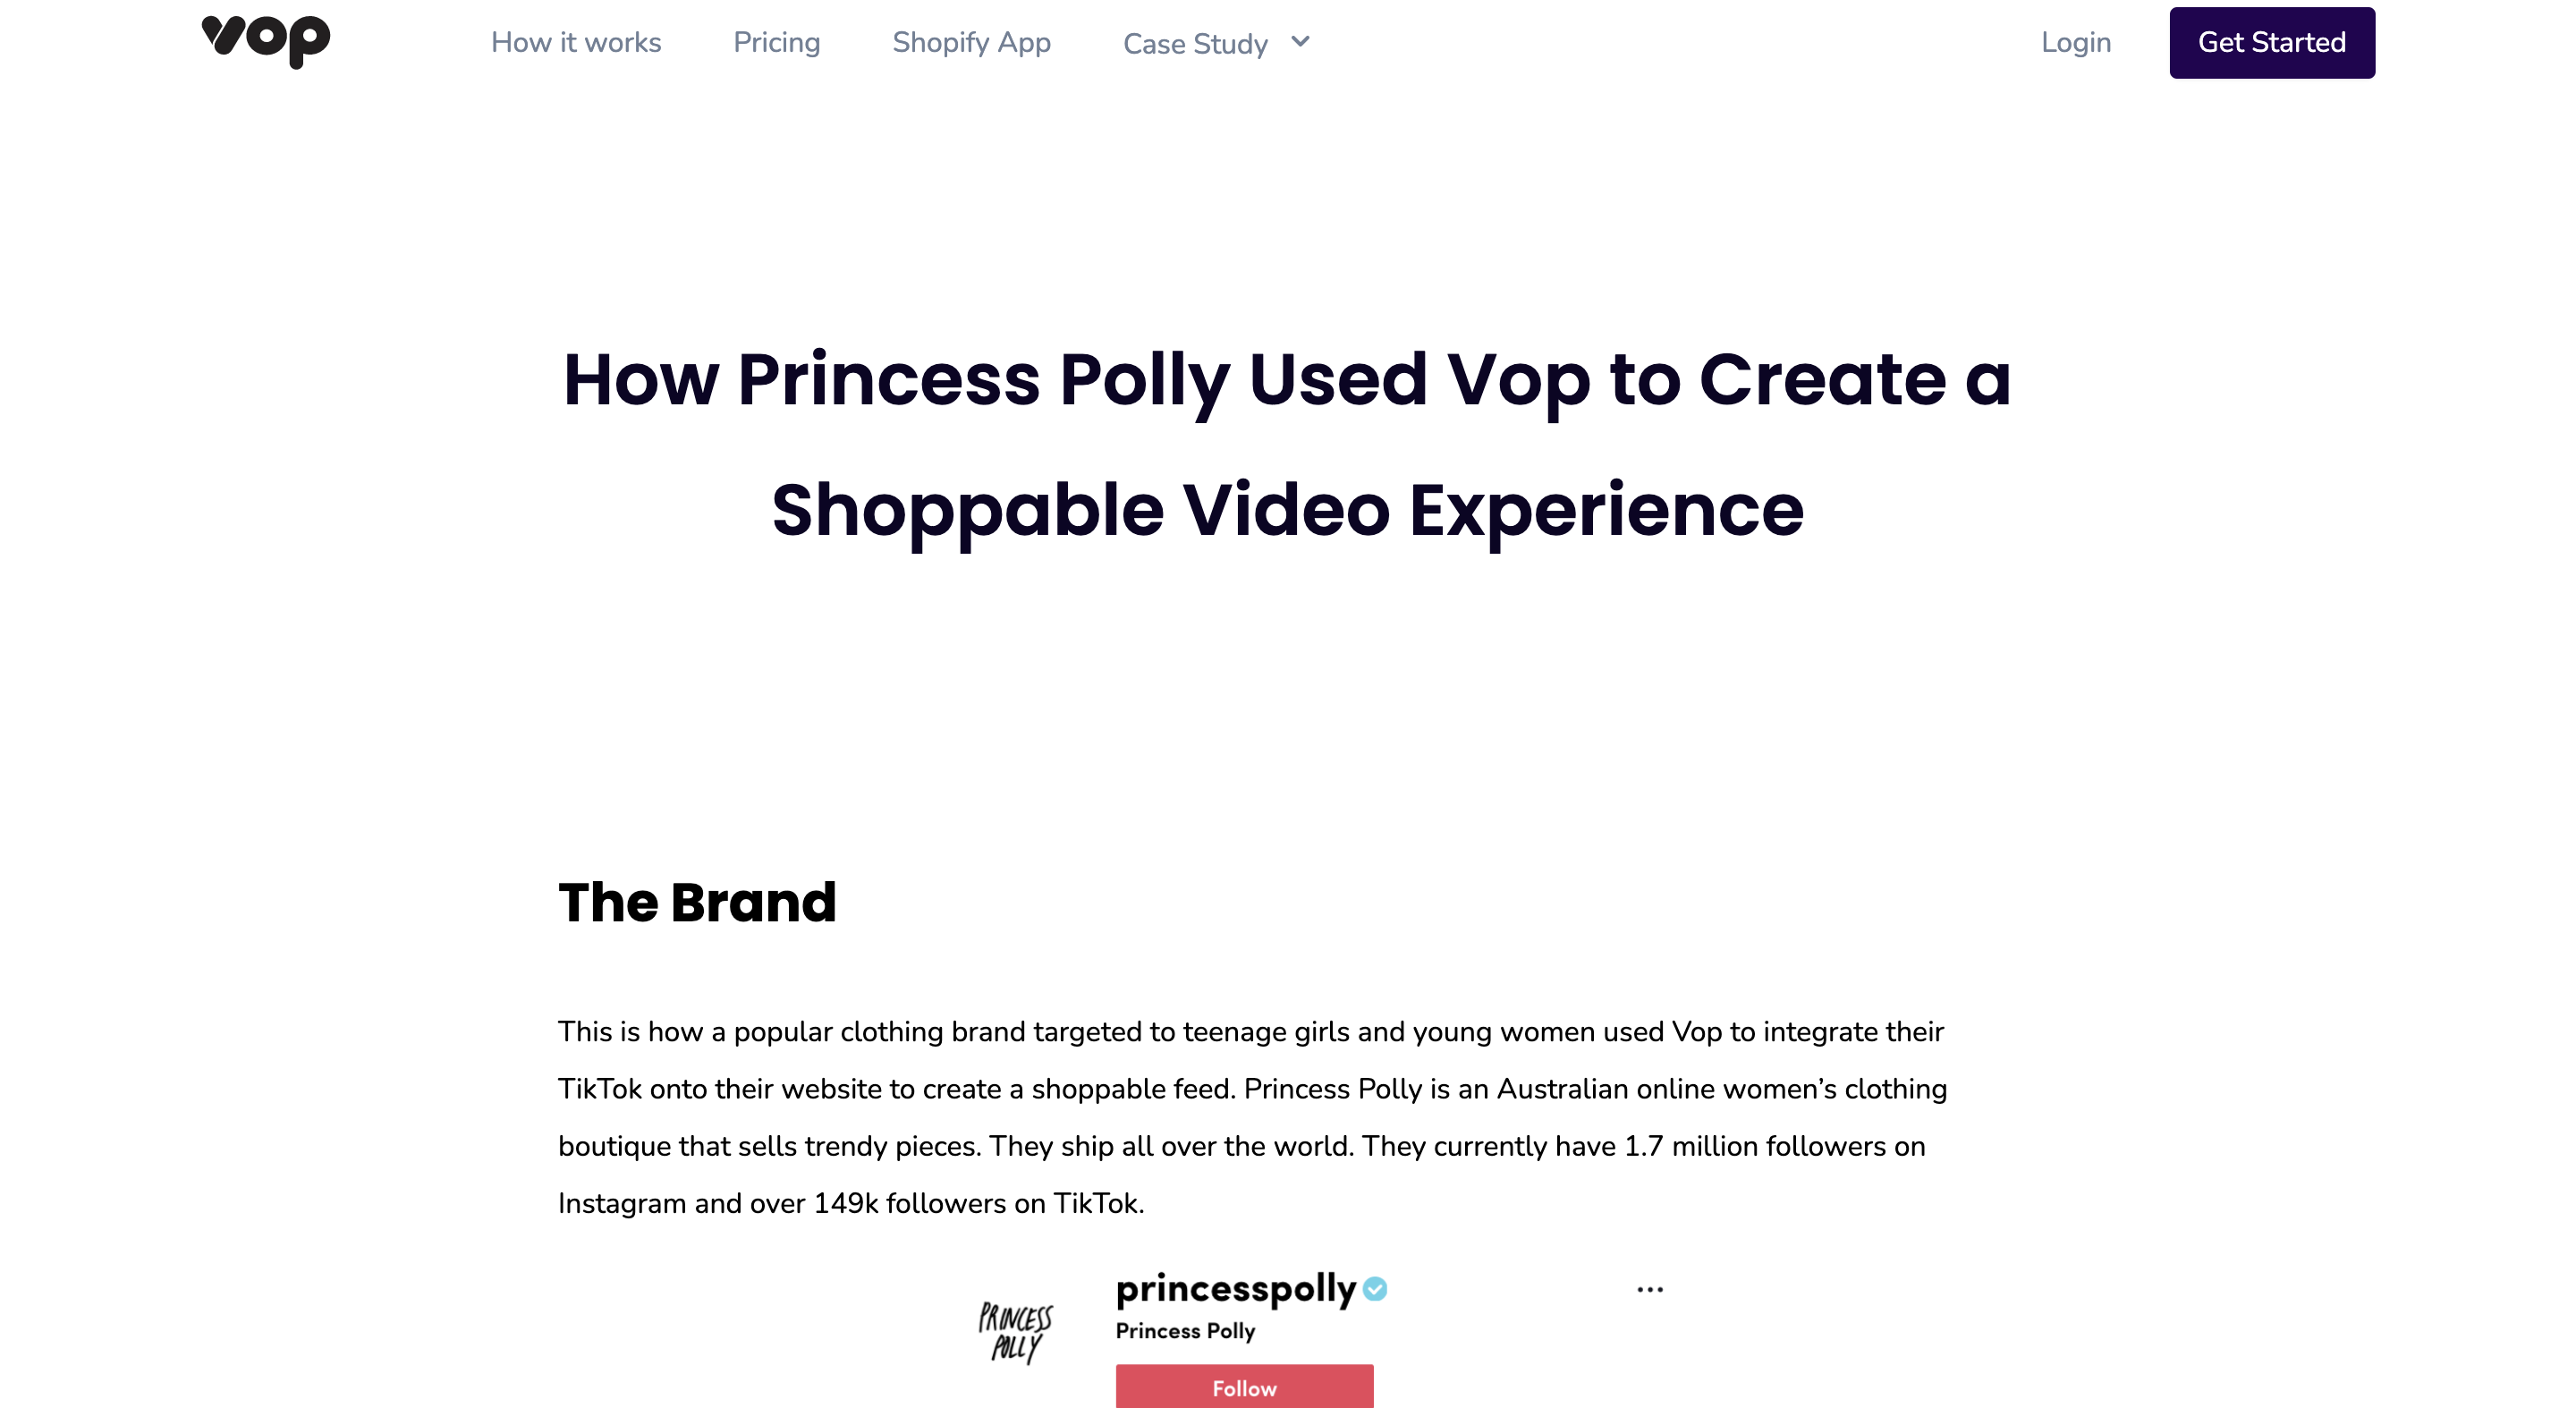 vop
How it works
Pricing
Shopify App
Case Study
Login
Get Started
How Princess Polly Used Vop to Create a
Shoppable Video Experience
The Brand
This is how a popular clothing brand targeted to teenage girls and young women used Vop to integrate their
TikTok onto their website to create a shoppable feed. Princess Polly is an Australian online women’s clothing
boutique that sells trendy pieces. They ship all over the world. They currently have 1.7 million followers on
Instagram and over 149k followers on TikTok.
PRINCESS
POLLY
princesspolly
Princess Polly
Follow